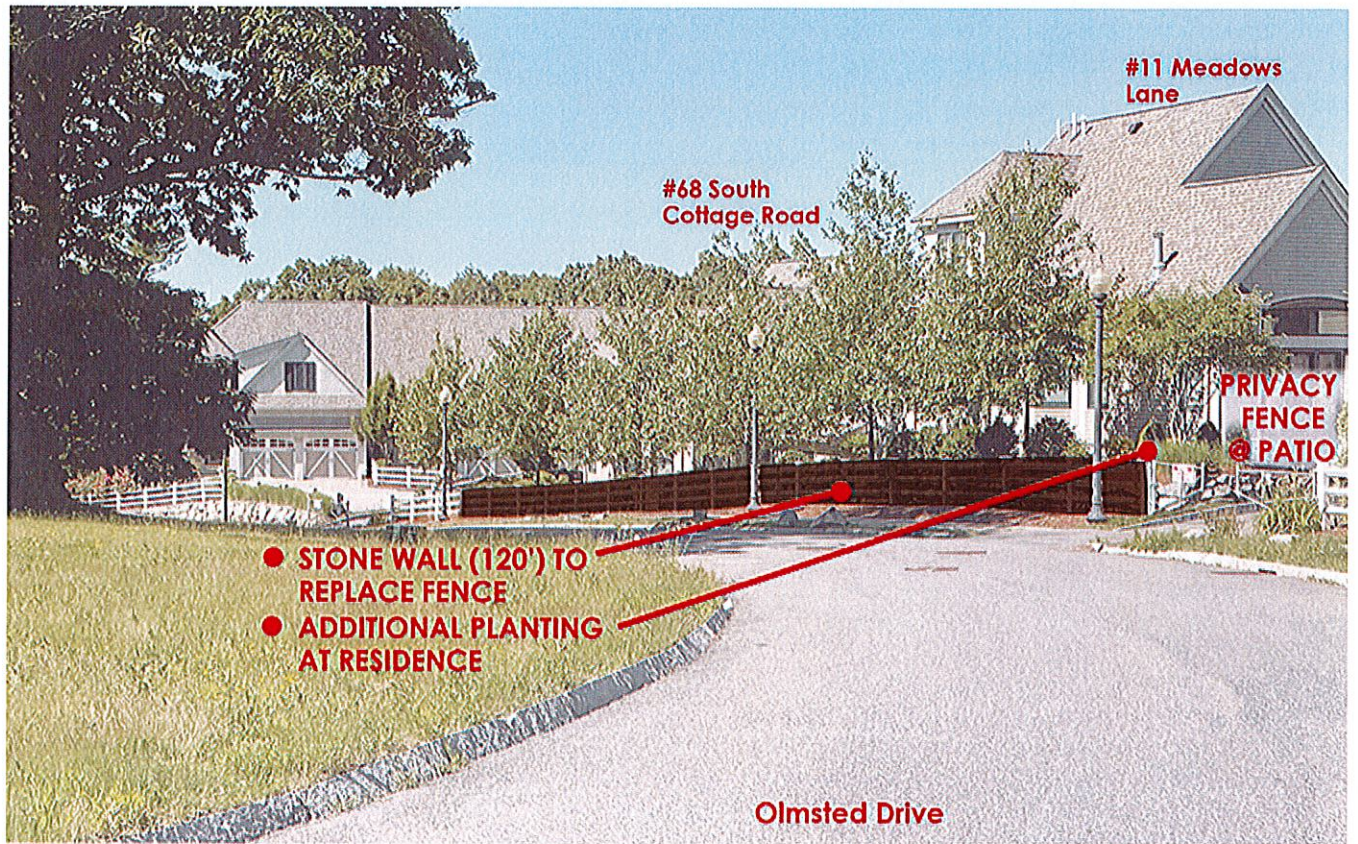 #11 Meadows
Lane
#68 South
Cottage Road
PRIVACY
FENCE
@ PATIO
STONE WALL (120') TO
REPLACE FENCE
ADDITIONAL PLANTING
AT RESIDENCE
Olmsted Drive